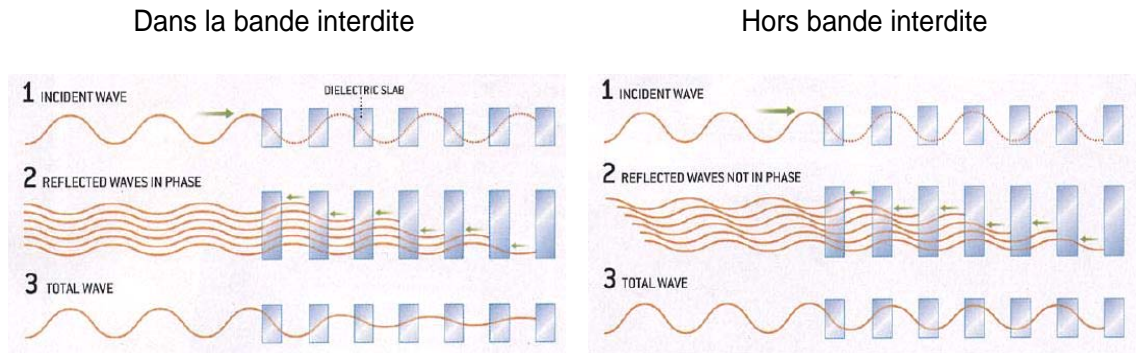 Dans la bande interdite
Hors bande interdite
1 INCIDENT WAVE
DIELECTRIC SLAB
2 REFLECTED WAVES IN PHASE
3 TOTAL WAVE
1 INCIDENT WAVE
2 REFLECTED WAVES NOT IN PHASE
3 TOTAL WAVE